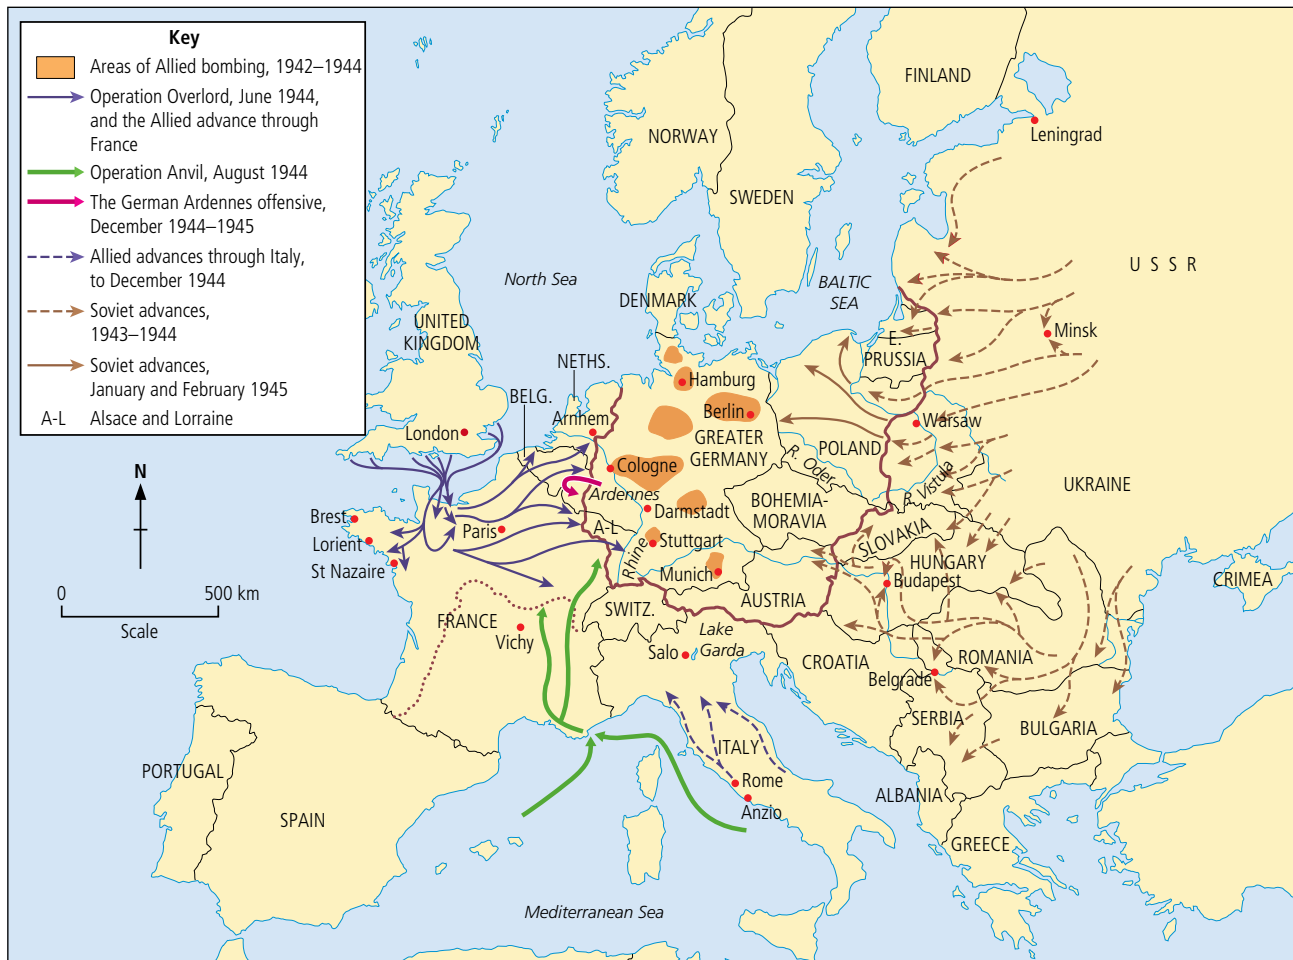 Key
Areas of Allied bombing, 1942–1944
Operation Overlord, June 1944,
and the Allied advance through
France
Operation Anvil, August 1944
The German Ardennes offensive,
December 1944–1945
Allied advances through Italy,
to December 1944
Soviet advances,
1943–1944
Soviet advances,
January and February 1945
A-L Alsace and Lorraine
N
0 500 km
Scale
FINLAND
Leningrad
NORWAY
SWEDEN
U S S R
North Sea
BALTIC
SEA
DENMARK
UNITED
KINGDOM
Minsk
E.
PRUSSIA
NETHS.
Hamburg
BELG.
Berlin
Arnhem
Warsaw
London
GREATER
GERMANY
POLAND
R. Oder
Cologne
R. Vistula
UKRAINE
Ardennes
BOHEMIA-
MORAVIA
Darmstadt
Brest
Paris
A-L
Lorient
Stuttgart
SLOVAKIA
Rhine
HUNGARY
St Nazaire
Munich
Budapest
CRIMEA
AUSTRIA
SWITZ.
FRANCE
Vichy
Lake
Garda
Salo
CROATIA
ROMANIA
Belgrade
SERBIA
BULGARIA
ITALY
PORTUGAL
Rome
ALBANIA
Anzio
SPAIN
GREECE
Mediterranean Sea